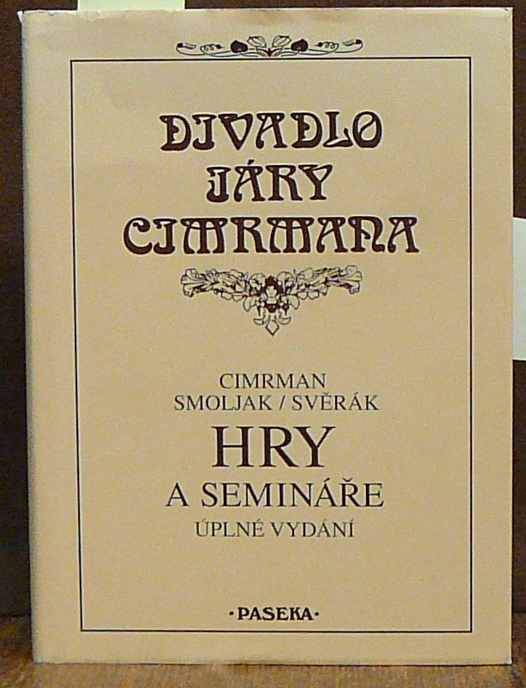 DIVADLO
JÁRY
CIMRMANA
CIMRMAN
SMOLJAK / SVĚRÁK
HRY
A SEMINÁŘE
ÚPLNÉ VYDÁNÍ
·PASEKA·